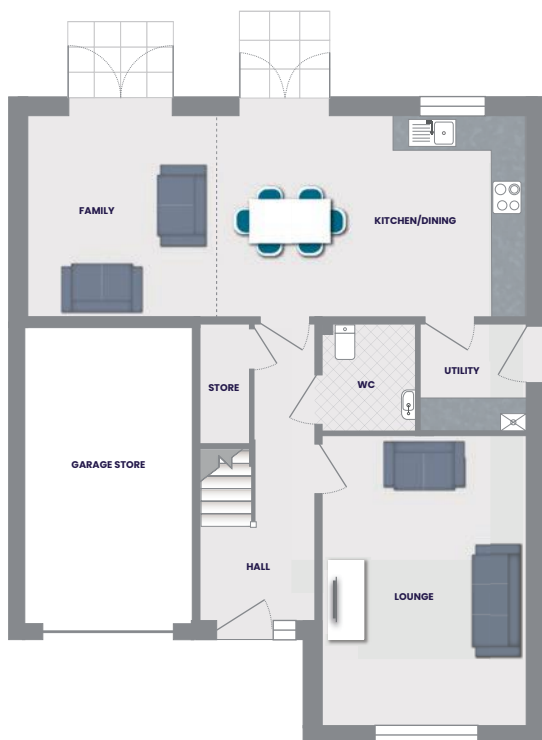 FAMILY
KITCHEN/DINING
STORE
WC
UTILITY
GARAGE STORE
HALL
LOUNGE